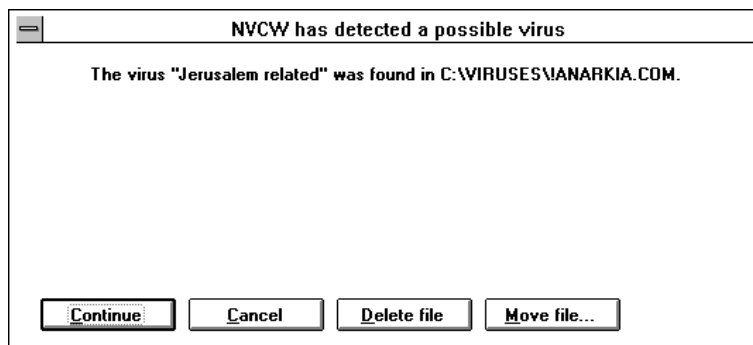 NVCW has detected a possible virus
The virus "Jerusalem related" was found in C:\VIRUSES\!ANARKIA.COM.
Continue Cancel Delete file Move file...